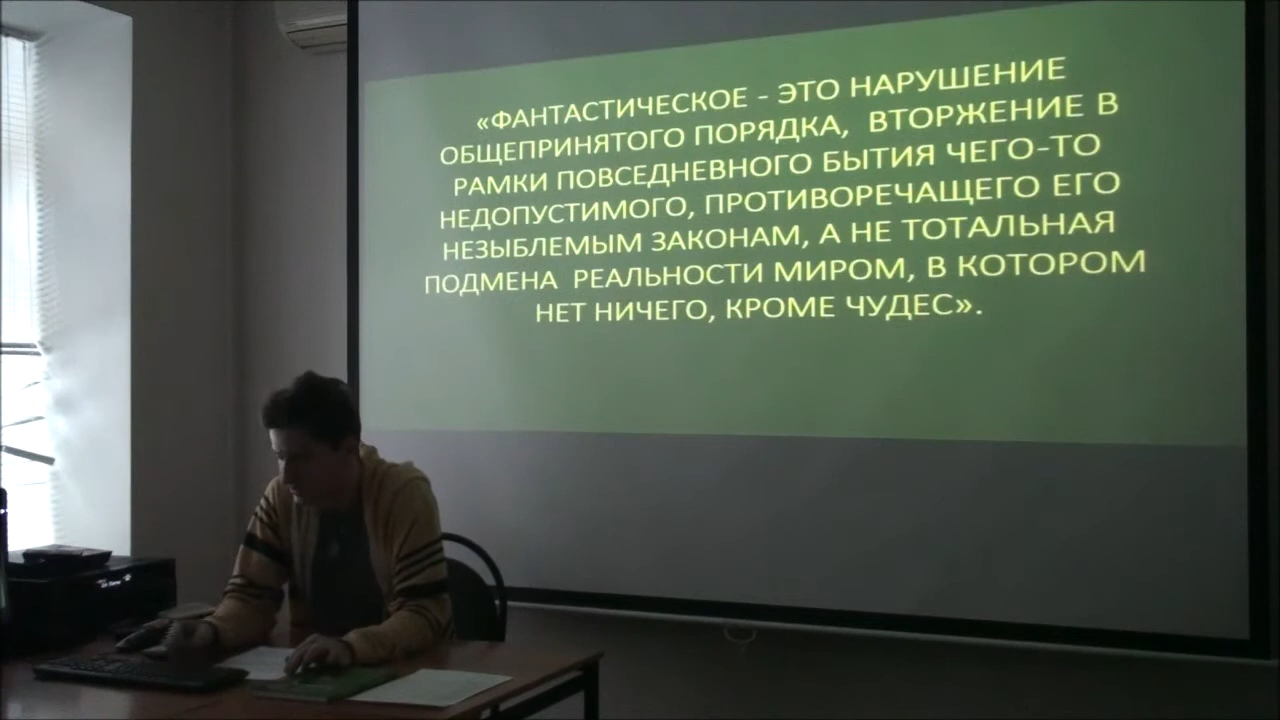 «ФАНТАСТИЧЕСКОЕ - ЭТО НАРУШЕНИЕ
ОБЩЕПРИНЯТОГО ПОРЯДКА, ВТОРЖЕНИЕ В
РАМКИ ПОВСЕДНЕВНОГО БЫТИЯ ЧЕГО-ТО
НЕДОПУСТИМОГО, ПРОТИВОРЕЧАЩЕГО ЕГО
НЕЗЫБЛЕМЫМ ЗАКОНАМ, А НЕ ТОТАЛЬНАЯ
ПОДМЕНА РЕАЛЬНОСТИ МИРОМ, В КОТОРОМ
НЕТ НИЧЕГО, КРОМЕ ЧУДЕС».